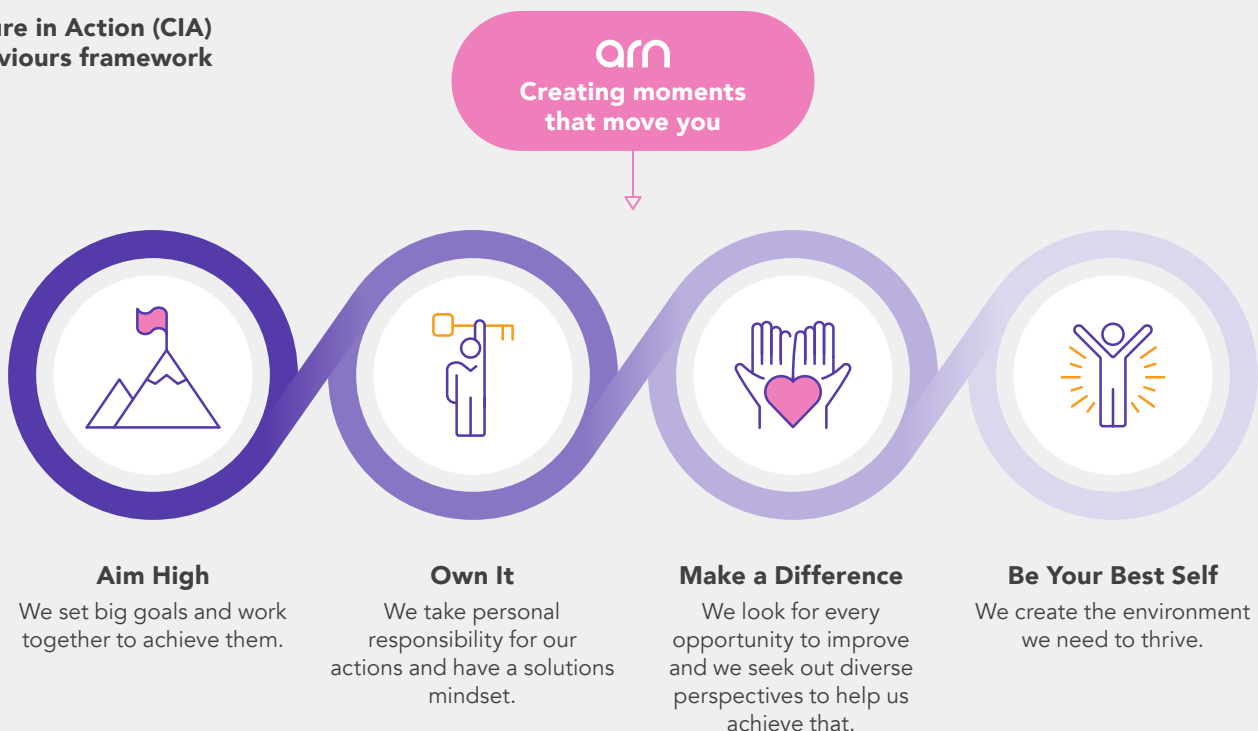 ure in Action (CIA)
viours framework
arn
Creating moments
that move you
Aim High
We set big goals and work
together to achieve them.
Own It
We take personal
responsibility for our
actions and have a solutions
mindset.
Make a Difference
We look for every
opportunity to improve
and we seek out diverse
perspectives to help us
achieve that.
Be Your Best Self
We create the environment
we need to thrive.